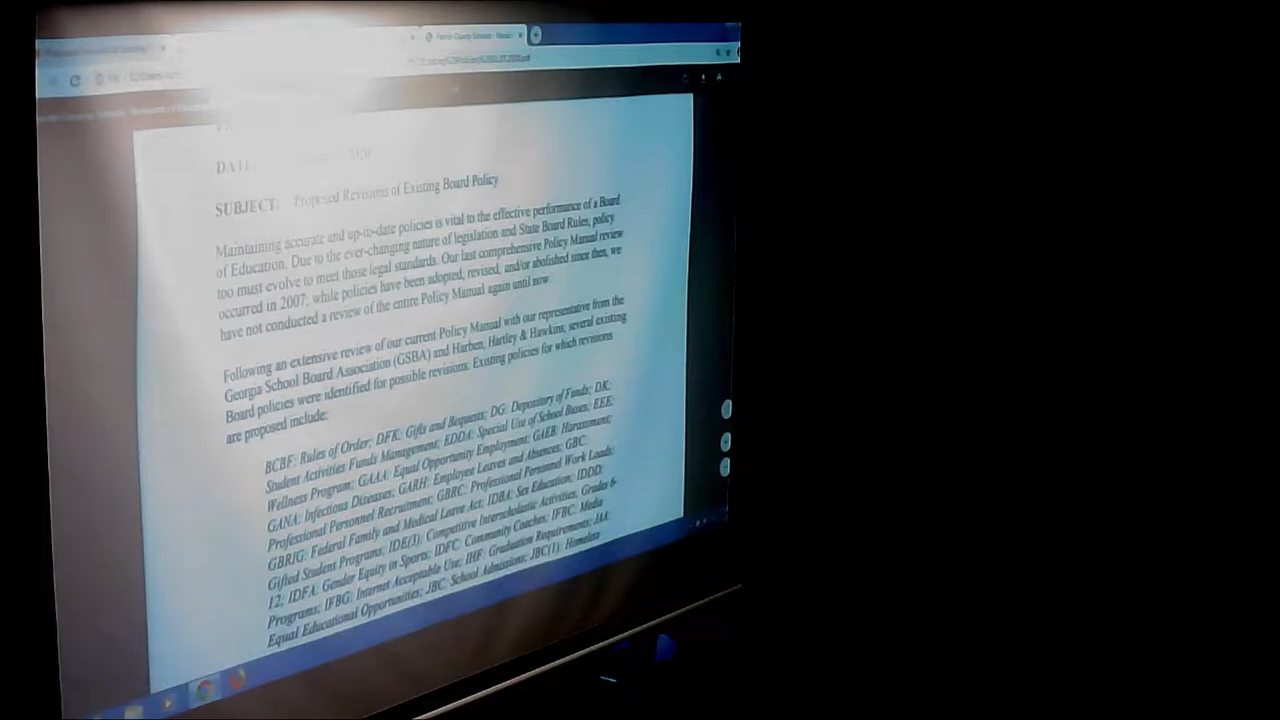 Fannin County Schools
DATE: 2020
SUBJECT: Proposed Revisions of Existing Board Policy
Maintaining accurate and up-to-date policies is vital to the effective performance of a Board
of Education. Due to the ever-changing nature of legislation and State Board Rules, policy
too must evolve to meet those legal standards. Our last comprehensive Policy Manual review
occurred in 2007; while policies have been adopted, revised, and/or abolished since then, we
have not conducted a review of the entire Policy Manual again until now.
Following an extensive review of our current Policy Manual with our representative from the
Georgia School Board Association (GSBA) and Harben, Hartley & Hawkins, several existing
Board policies were identified for possible revisions. Existing policies for which revisions
are proposed include:
BCBF: Rules of Order; DFK: Gifts and Bequests; DG: Depository of Funds; DK:
Student Activities Funds Management; EDDA: Special Use of School Buses; EEE:
Wellness Program; GAAA: Equal Opportunity Employment; GAEB: Harassment;
GANA: Infectious Diseases; GARH: Employee Leaves and Absences; GBC:
Professional Personnel Recruitment; GBRC: Professional Personnel Work Loads;
GBRIG: Federal Family and Medical Leave Act; IDBA: Sex Education; IDDD:
Gifted Student Programs; IDE(3): Competitive Interscholastic Activities, Grades 6-
12; IDFA: Gender Equity in Sports; IDFC: Community Coaches; IFBC: Media
Programs; IFBG: Internet Acceptable Use; IHF: Graduation Requirements; JAA:
Equal Educational Opportunities; JBC: School Admissions; JBC(1): Homeless